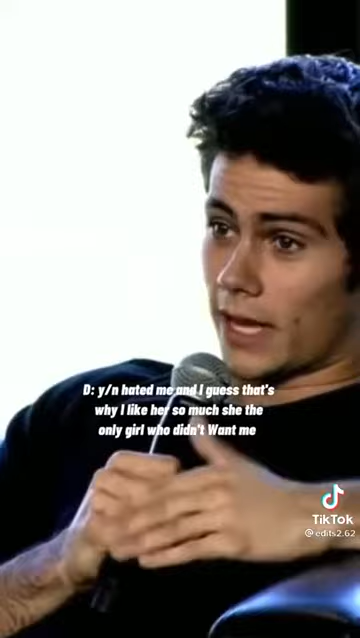 D: y/n hated me and I guess that's
why I like her so much she the
only girl who didn't Want me
TikTok
@edits2.62